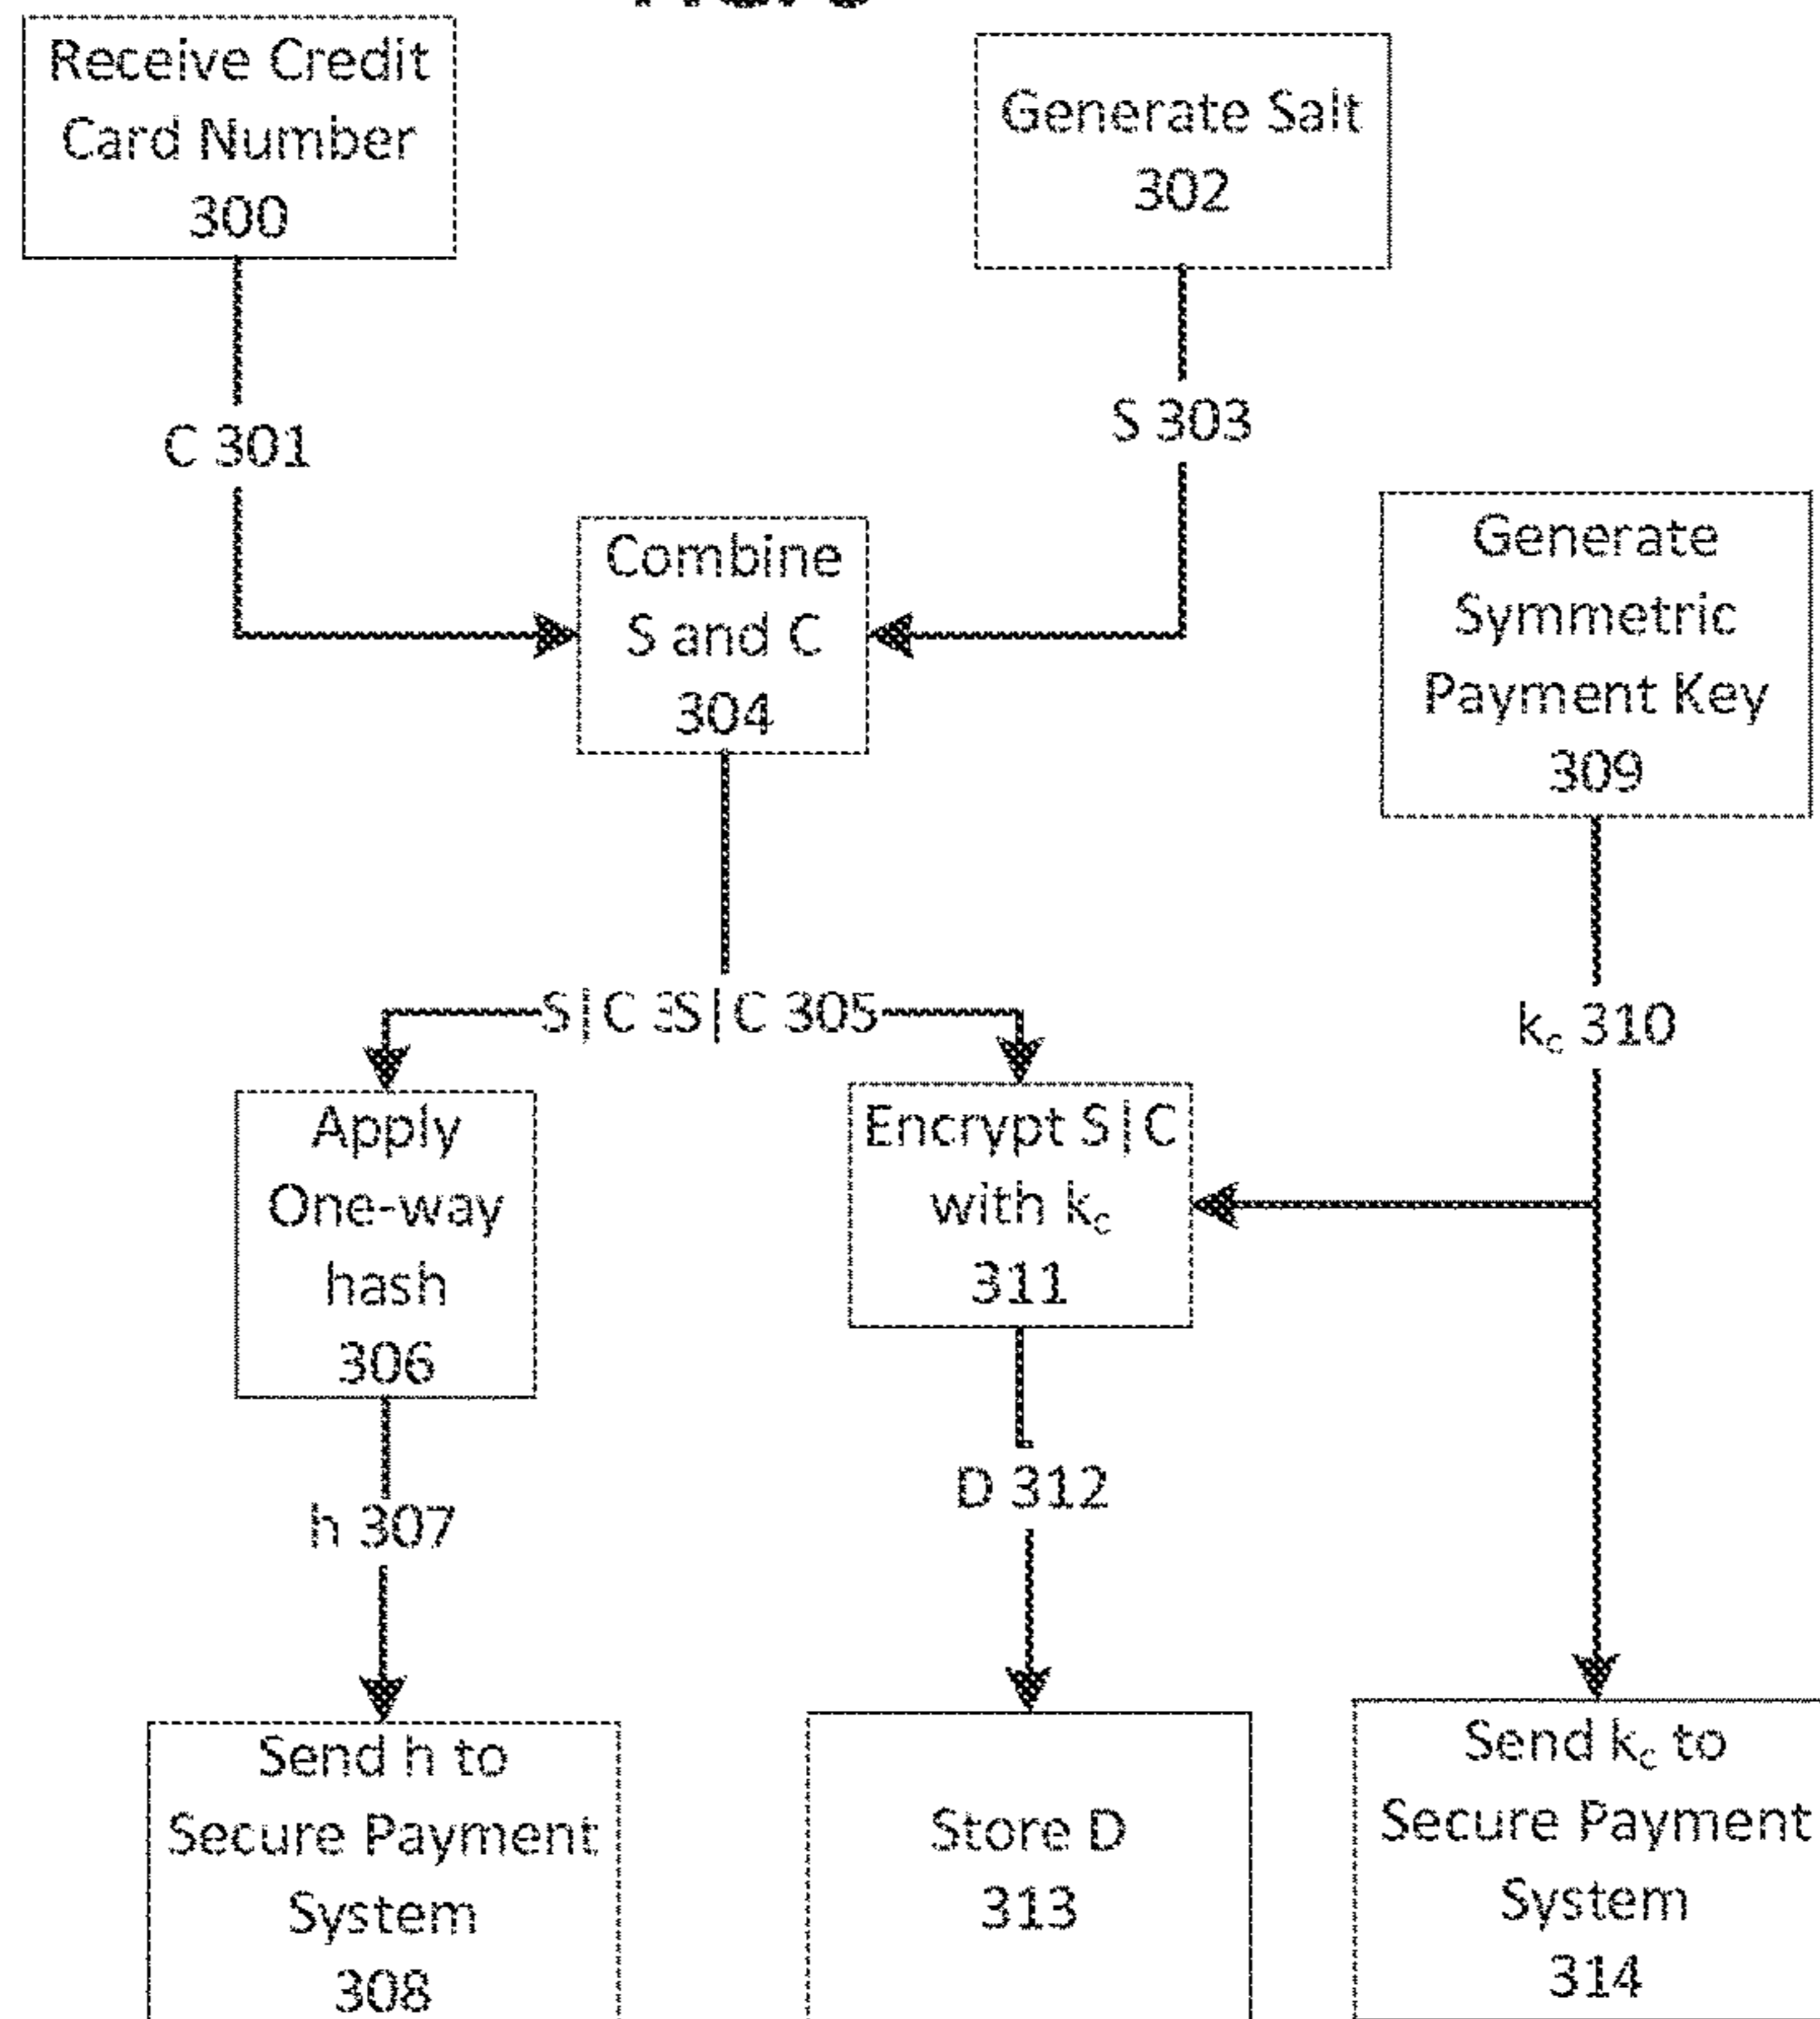 Receive Credit
Card Number
300
Generate Salt
302
C 301
S 303
Combine
S and C
304
Generate
Symmetric
Payment Key
309
S|C 3S|C 305
kc 310
Apply
One-way
hash
306
Encrypt S|C
with kc
311
h 307
D 312
Send h to
Secure Payment
System
308
Store D
313
Send kc to
Secure Payment
System
314